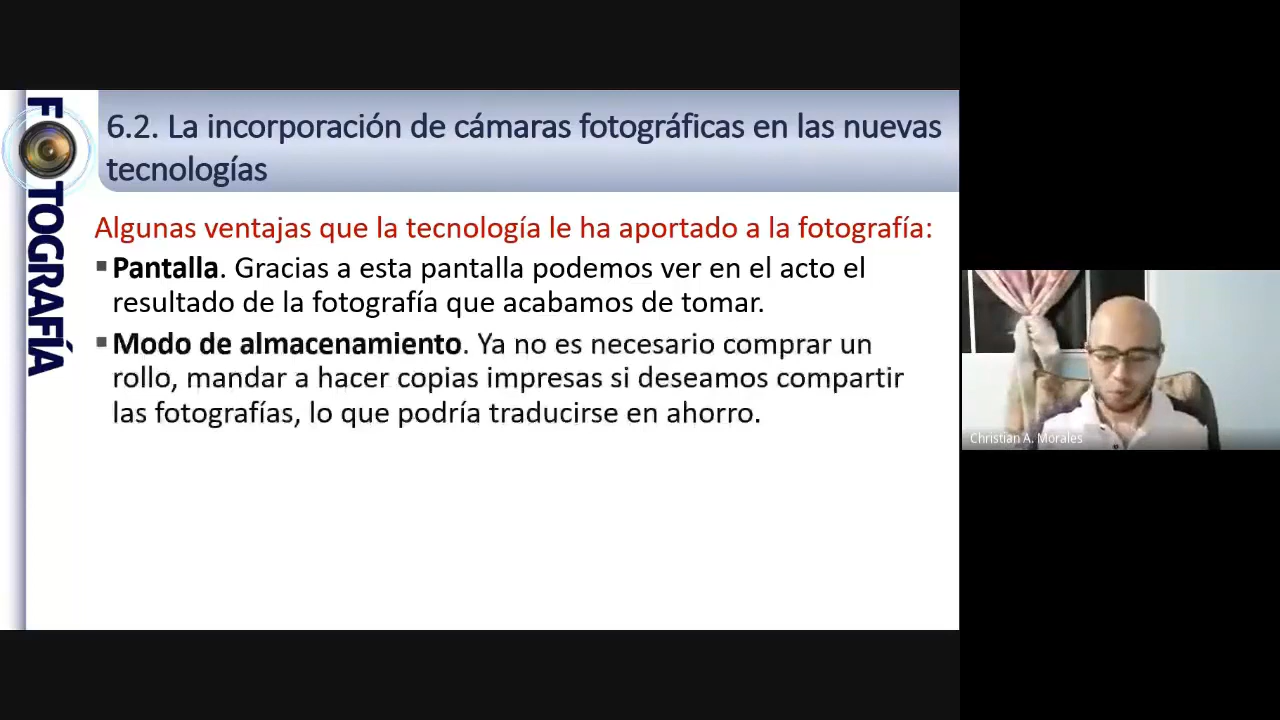 FOTOGRAFÍA
6.2. La incorporación de cámaras fotográficas en las nuevas
tecnologías
Algunas ventajas que la tecnología le ha aportado a la fotografía:
▪ Pantalla. Gracias a esta pantalla podemos ver en el acto el
resultado de la fotografía que acabamos de tomar.
▪ Modo de almacenamiento. Ya no es necesario comprar un
rollo, mandar a hacer copias impresas si deseamos compartir
las fotografías, lo que podría traducirse en ahorro.
Christian A. Morales